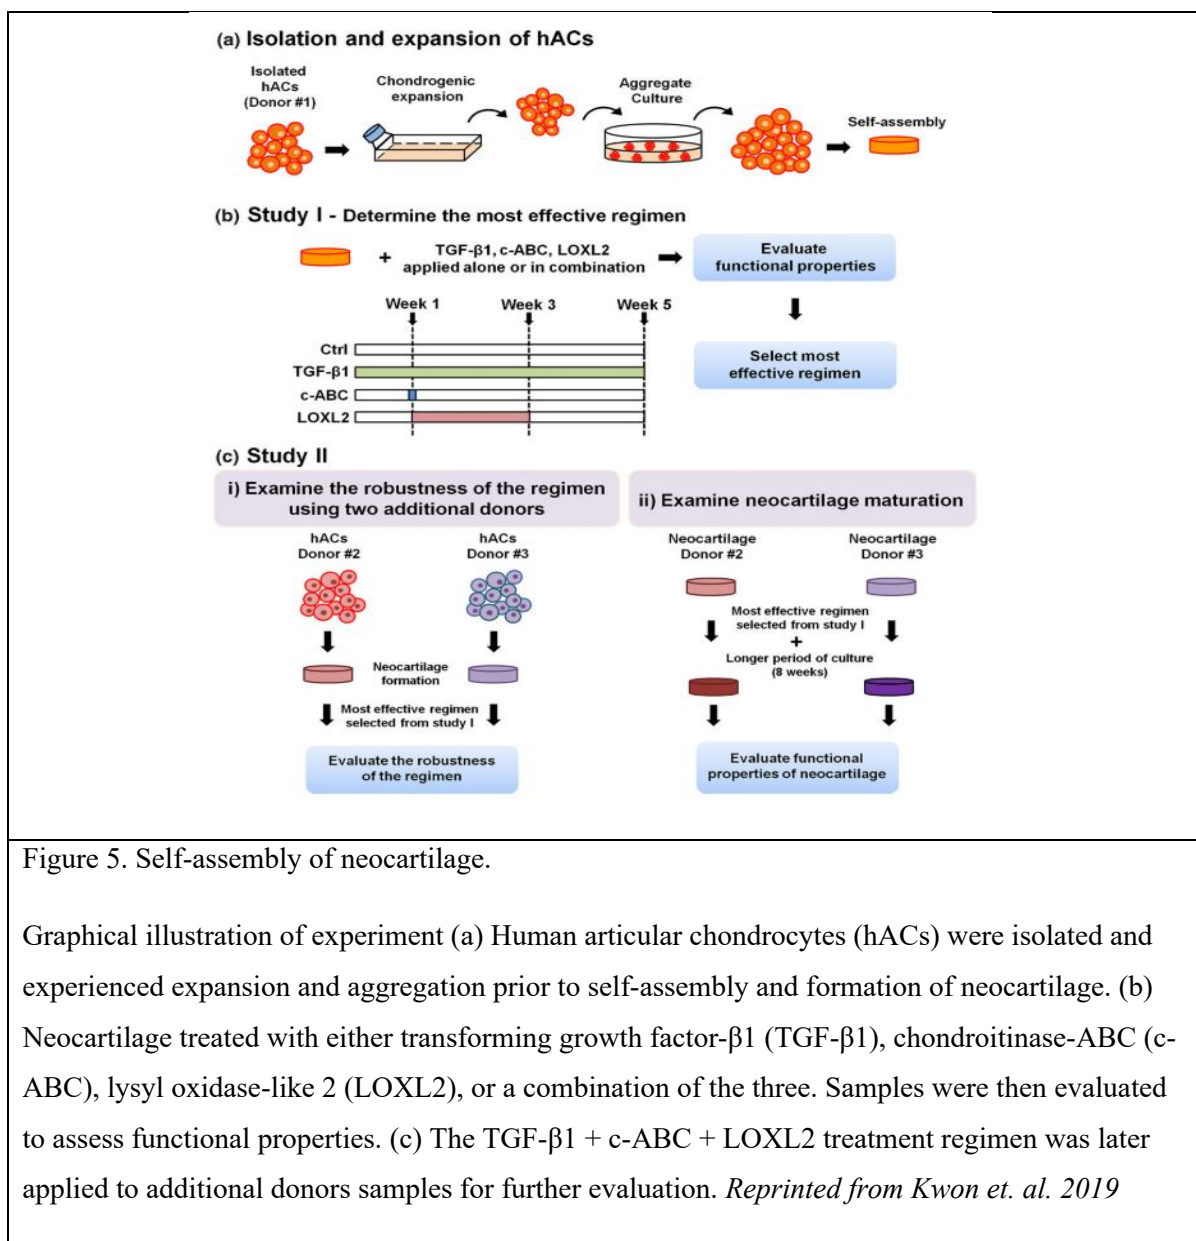 (a) Isolation and expansion of hACs
Isolated
hACs
(Donor #1)
Chondrogenic
expansion
Aggregate
Culture
Self-assembly
(b) Study I - Determine the most effective regimen
+
TGF-β1, c-ABC, LOXL2
applied alone or in combination
Evaluate
functional properties
Week 1
Week 3
Week 5
Ctrl
TGF-β1
c-ABC
LOXL2
Select most
effective regimen
(c) Study II
i) Examine the robustness of the regimen
using two additional donors
hACs
Donor #2
hACs
Donor #3
Neocartilage
formation
Most effective regimen
selected from study I
Evaluate the robustness
of the regimen
ii) Examine neocartilage maturation
Neocartilage
Donor #2
Neocartilage
Donor #3
Most effective regimen
selected from study I
+
Longer period of culture
(8 weeks)
Evaluate functional
properties of neocartilage
Figure 5. Self-assembly of neocartilage.
Graphical illustration of experiment (a) Human articular chondrocytes (hACs) were isolated and
experienced expansion and aggregation prior to self-assembly and formation of neocartilage. (b)
Neocartilage treated with either transforming growth factor-β1 (TGF-β1), chondroitinase-ABC (c-
ABC), lysyl oxidase-like 2 (LOXL2), or a combination of the three. Samples were then evaluated
to assess functional properties. (c) The TGF-β1 + c-ABC + LOXL2 treatment regimen was later
applied to additional donors samples for further evaluation. Reprinted from Kwon et. al. 2019